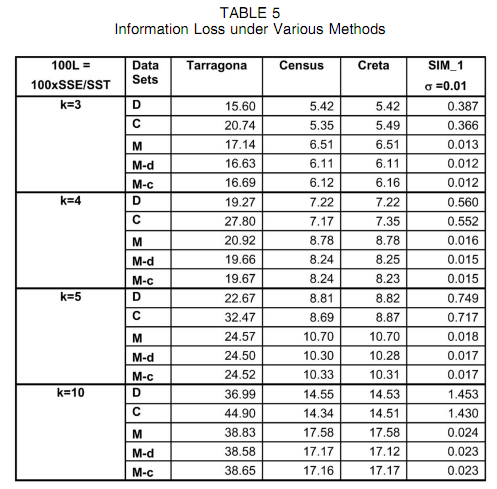 TABLE 5
Information Loss under Various Methods
100L = 100xSSE/SST Data Sets Tarragona Census Creta SIM_1 σ =0.01
k=3 D 15.60 5.42 5.42 0.387
C 20.74 5.35 5.49 0.366
M 17.14 6.51 6.51 0.013
M-d 16.63 6.11 6.11 0.012
M-c 16.69 6.12 6.16 0.012
k=4 D 19.27 7.22 7.22 0.560
C 27.80 7.17 7.35 0.552
M 20.92 8.78 8.78 0.016
M-d 19.66 8.24 8.25 0.015
M-c 19.67 8.24 8.23 0.015
k=5 D 22.67 8.81 8.82 0.749
C 32.47 8.69 8.87 0.717
M 24.57 10.70 10.70 0.018
M-d 24.50 10.30 10.28 0.017
M-c 24.52 10.33 10.31 0.017
k=10 D 36.99 14.55 14.53 1.453
C 44.90 14.34 14.51 1.430
M 38.83 17.58 17.58 0.024
M-d 38.58 17.17 17.12 0.023
M-c 38.65 17.16 17.17 0.023